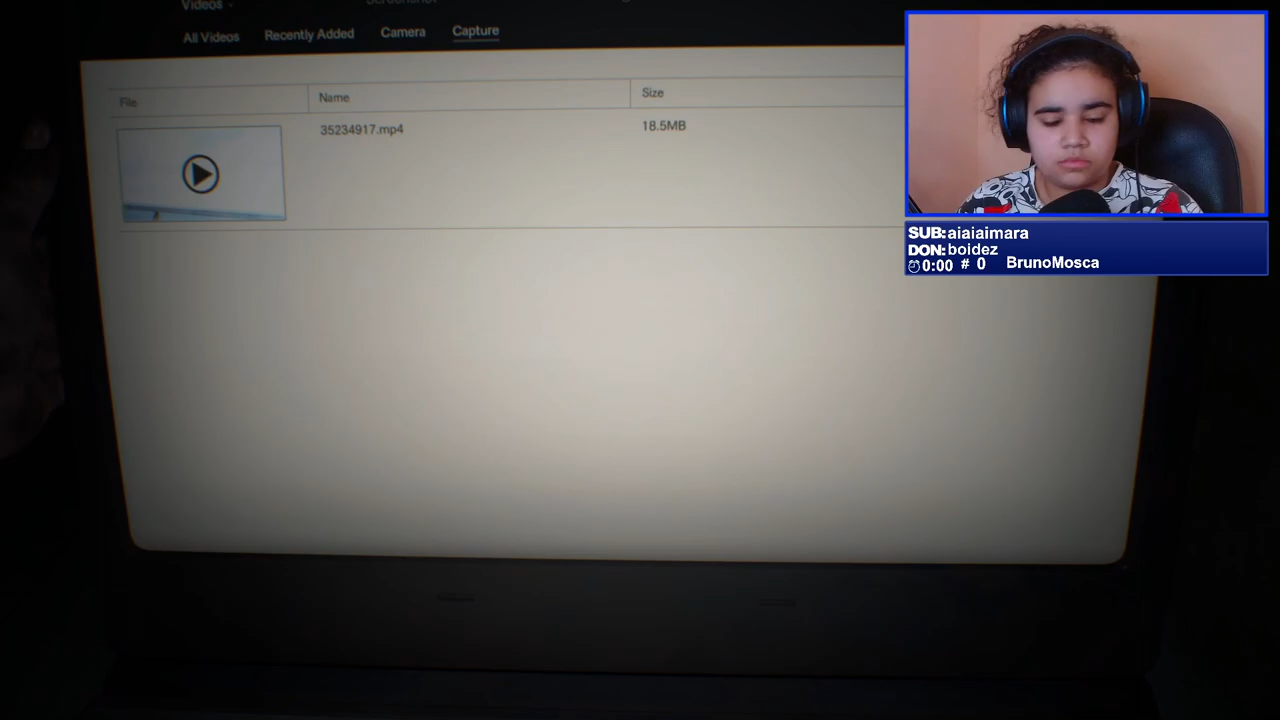 Videos
Screenshot
All Videos Recently Added Camera Capture
File Name Size
35234917.mp4 18.5MB
SUB:aiaiaimara
DON:boidez
0:00 # 0 BrunoMosca